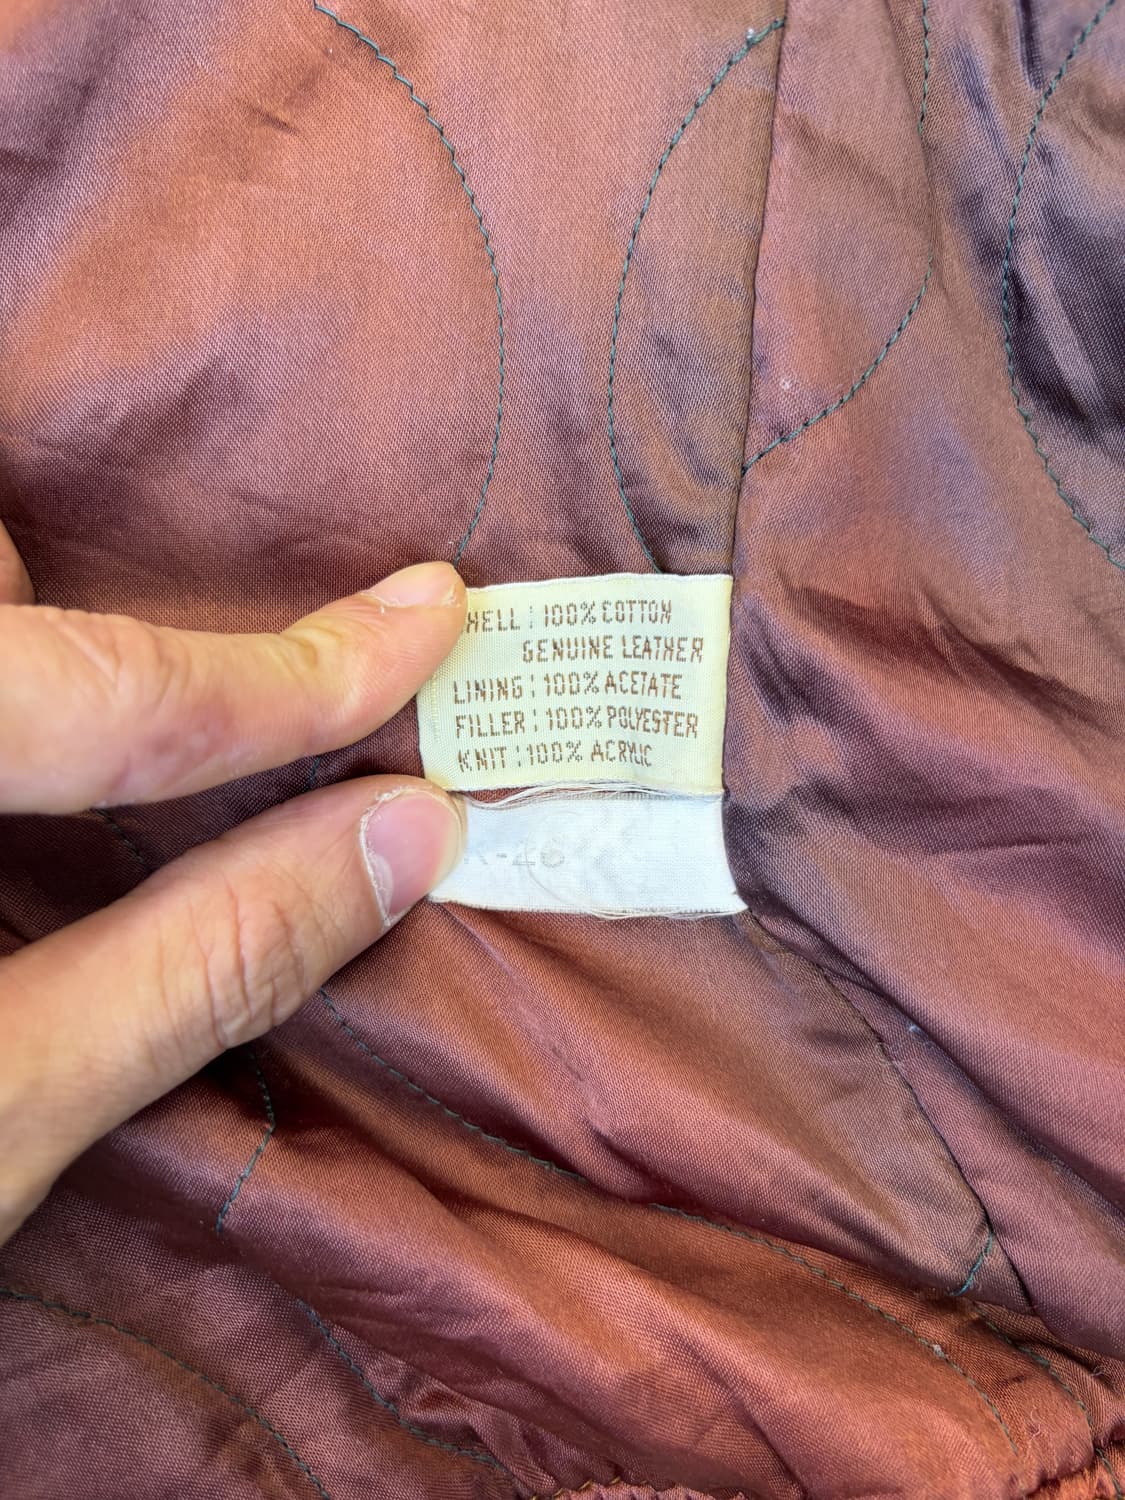 HELL : 100% COTTON
GENUINE LEATHER
LINING : 100% ACETATE
FILLER : 100% POLYESTER
KNIT : 100% ACRYLIC